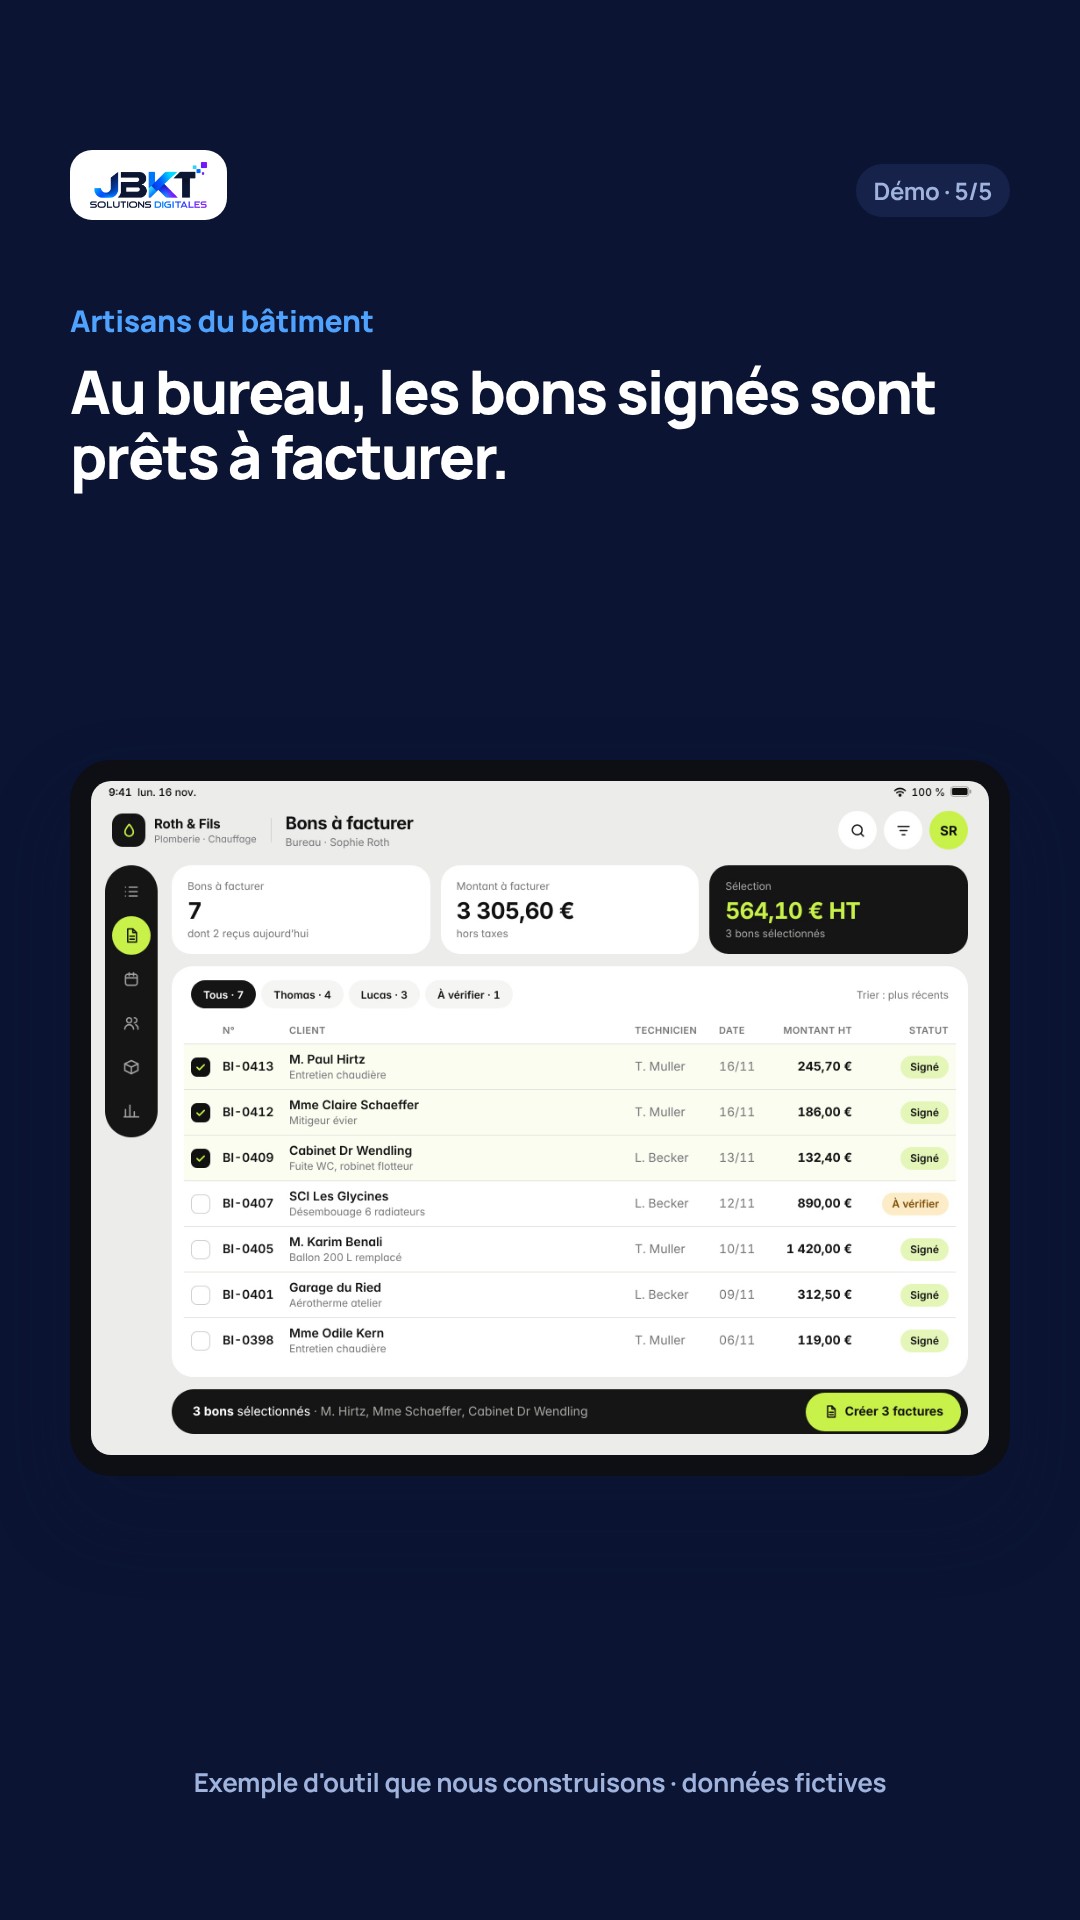 JBKT
SOLUTIONS DIGITALES
Démo · 5/5
Artisans du bâtiment
Au bureau, les bons signés sont
prêts à facturer.
9:41 lun. 16 nov.
100 %
Roth & Fils
Plomberie · Chauffage
Bons à facturer
Bureau · Sophie Roth
SR
Bons à facturer
7
dont 2 reçus aujourd'hui
Montant à facturer
3 305,60 €
hors taxes
Sélection
564,10 € HT
3 bons sélectionnés
Tous · 7
Thomas · 4
Lucas · 3
À vérifier · 1
Trier : plus récents
N° CLIENT TECHNICIEN DATE MONTANT HT STATUT
BI-0413 M. Paul Hirtz T. Muller 16/11 245,70 € Signé
Entretien chaudière
BI-0412 Mme Claire Schaeffer T. Muller 16/11 186,00 € Signé
Mitigeur évier
BI-0409 Cabinet Dr Wendling L. Becker 13/11 132,40 € Signé
Fuite WC, robinet flotteur
BI-0407 SCI Les Glycines L. Becker 12/11 890,00 € À vérifier
Désembouage 6 radiateurs
BI-0405 M. Karim Benali T. Muller 10/11 1 420,00 € Signé
Ballon 200 L remplacé
BI-0401 Garage du Ried L. Becker 09/11 312,50 € Signé
Aérotherme atelier
BI-0398 Mme Odile Kern T. Muller 06/11 119,00 € Signé
Entretien chaudière
3 bons sélectionnés · M. Hirtz, Mme Schaeffer, Cabinet Dr Wendling
Créer 3 factures
Exemple d'outil que nous construisons · données fictives